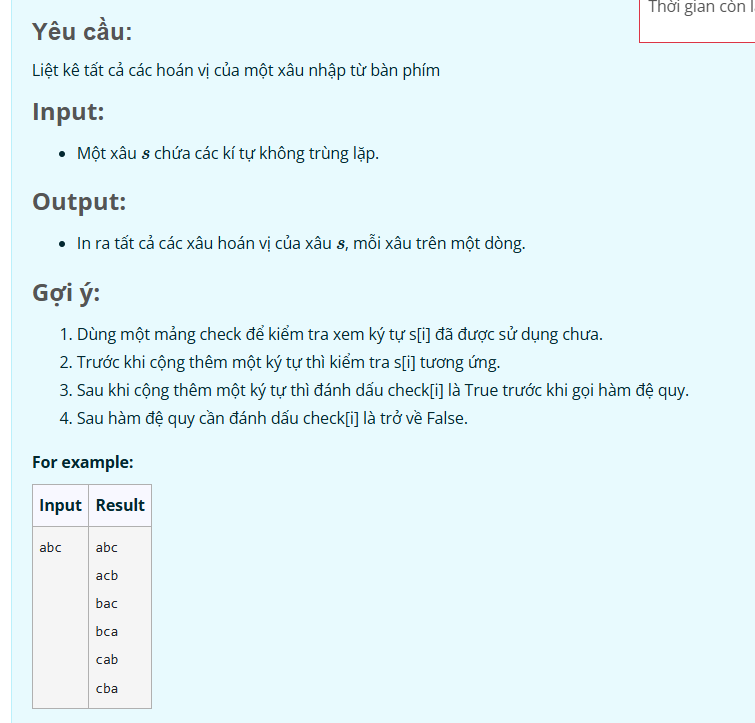 Thời gian còn
Yêu cầu:
Liệt kê tất cả các hoán vị của một xâu nhập từ bàn phím
Input:
• Một xâu s chứa các kí tự không trùng lặp.
Output:
• In ra tất cả các xâu hoán vị của xâu s, mỗi xâu trên một dòng.
Gợi ý:
1. Dùng một mảng check để kiểm tra xem ký tự s[i] đã được sử dụng chưa.
2. Trước khi cộng thêm một ký tự thì kiểm tra s[i] tương ứng.
3. Sau khi cộng thêm một ký tự thì đánh dấu check[i] là True trước khi gọi hàm đệ quy.
4. Sau hàm đệ quy cần đánh dấu check[i] là trở về False.
For example:
Input Result
abc abc
acb
bac
bca
cab
cba